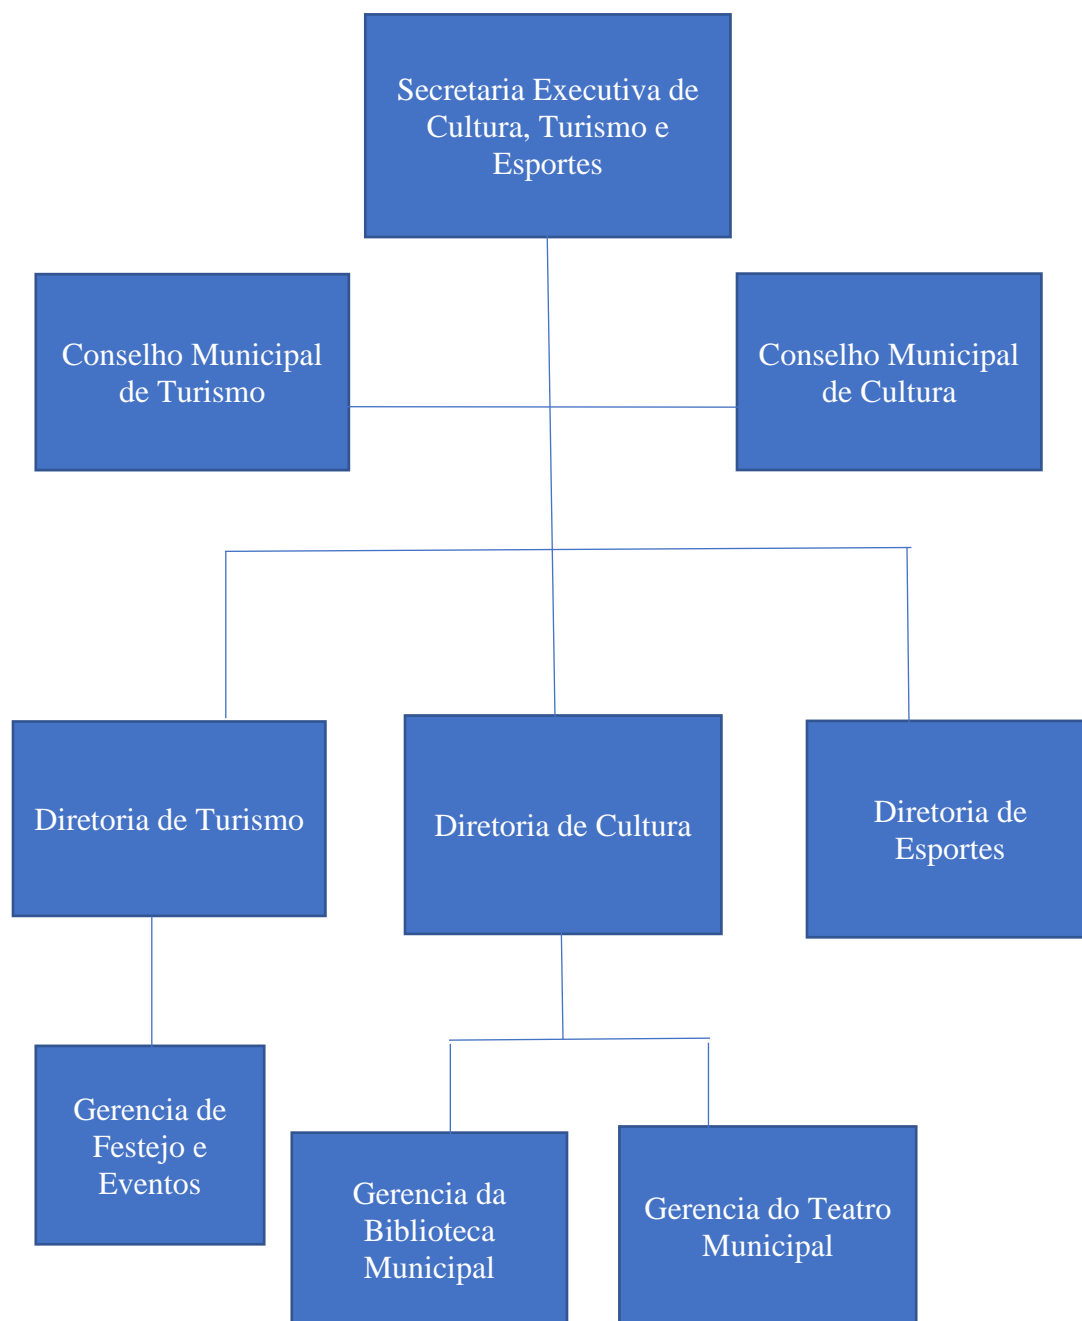 Secretaria Executiva de
Cultura, Turismo e
Esportes
Conselho Municipal
de Turismo
Conselho Municipal
de Cultura
Diretoria de Turismo
Diretoria de Cultura
Diretoria de
Esportes
Gerencia de
Festejo e
Eventos
Gerencia da
Biblioteca
Municipal
Gerencia do Teatro
Municipal